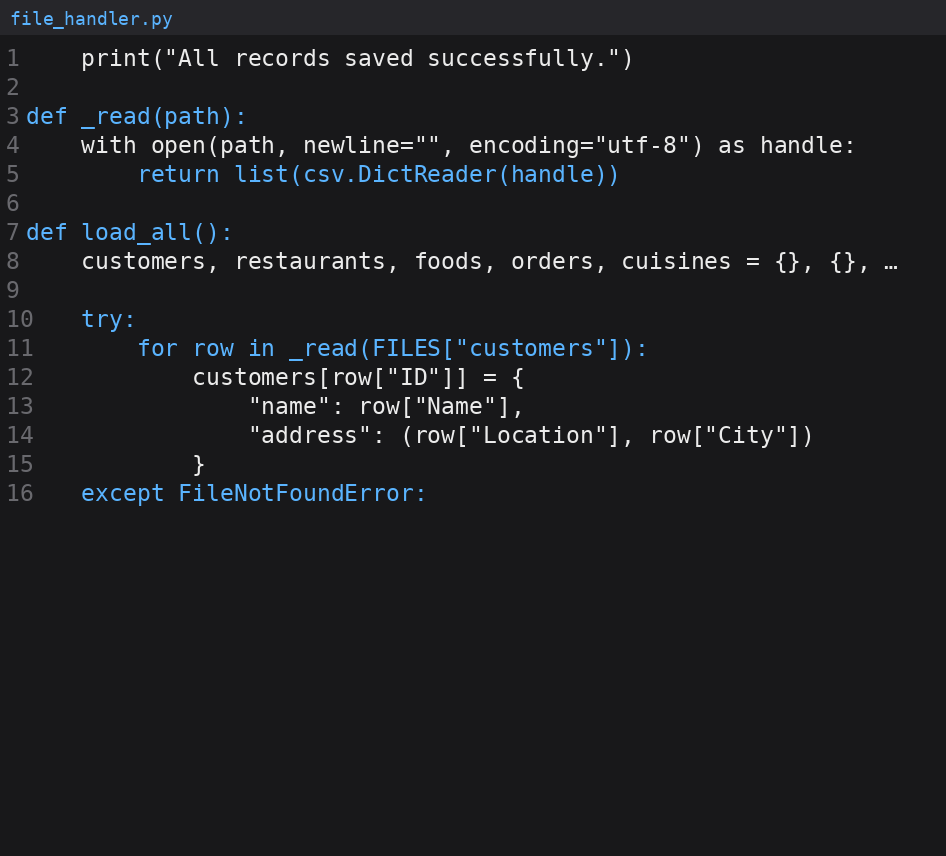 file_handler.py
1    print("All records saved successfully.")
2
3 def _read(path):
4    with open(path, newline="", encoding="utf-8") as handle:
5        return list(csv.DictReader(handle))
6
7 def load_all():
8    customers, restaurants, foods, orders, cuisines = {}, {}, …
9
10    try:
11        for row in _read(FILES["customers"]):
12            customers[row["ID"]] = {
13                "name": row["Name"],
14                "address": (row["Location"], row["City"])
15            }
16    except FileNotFoundError: